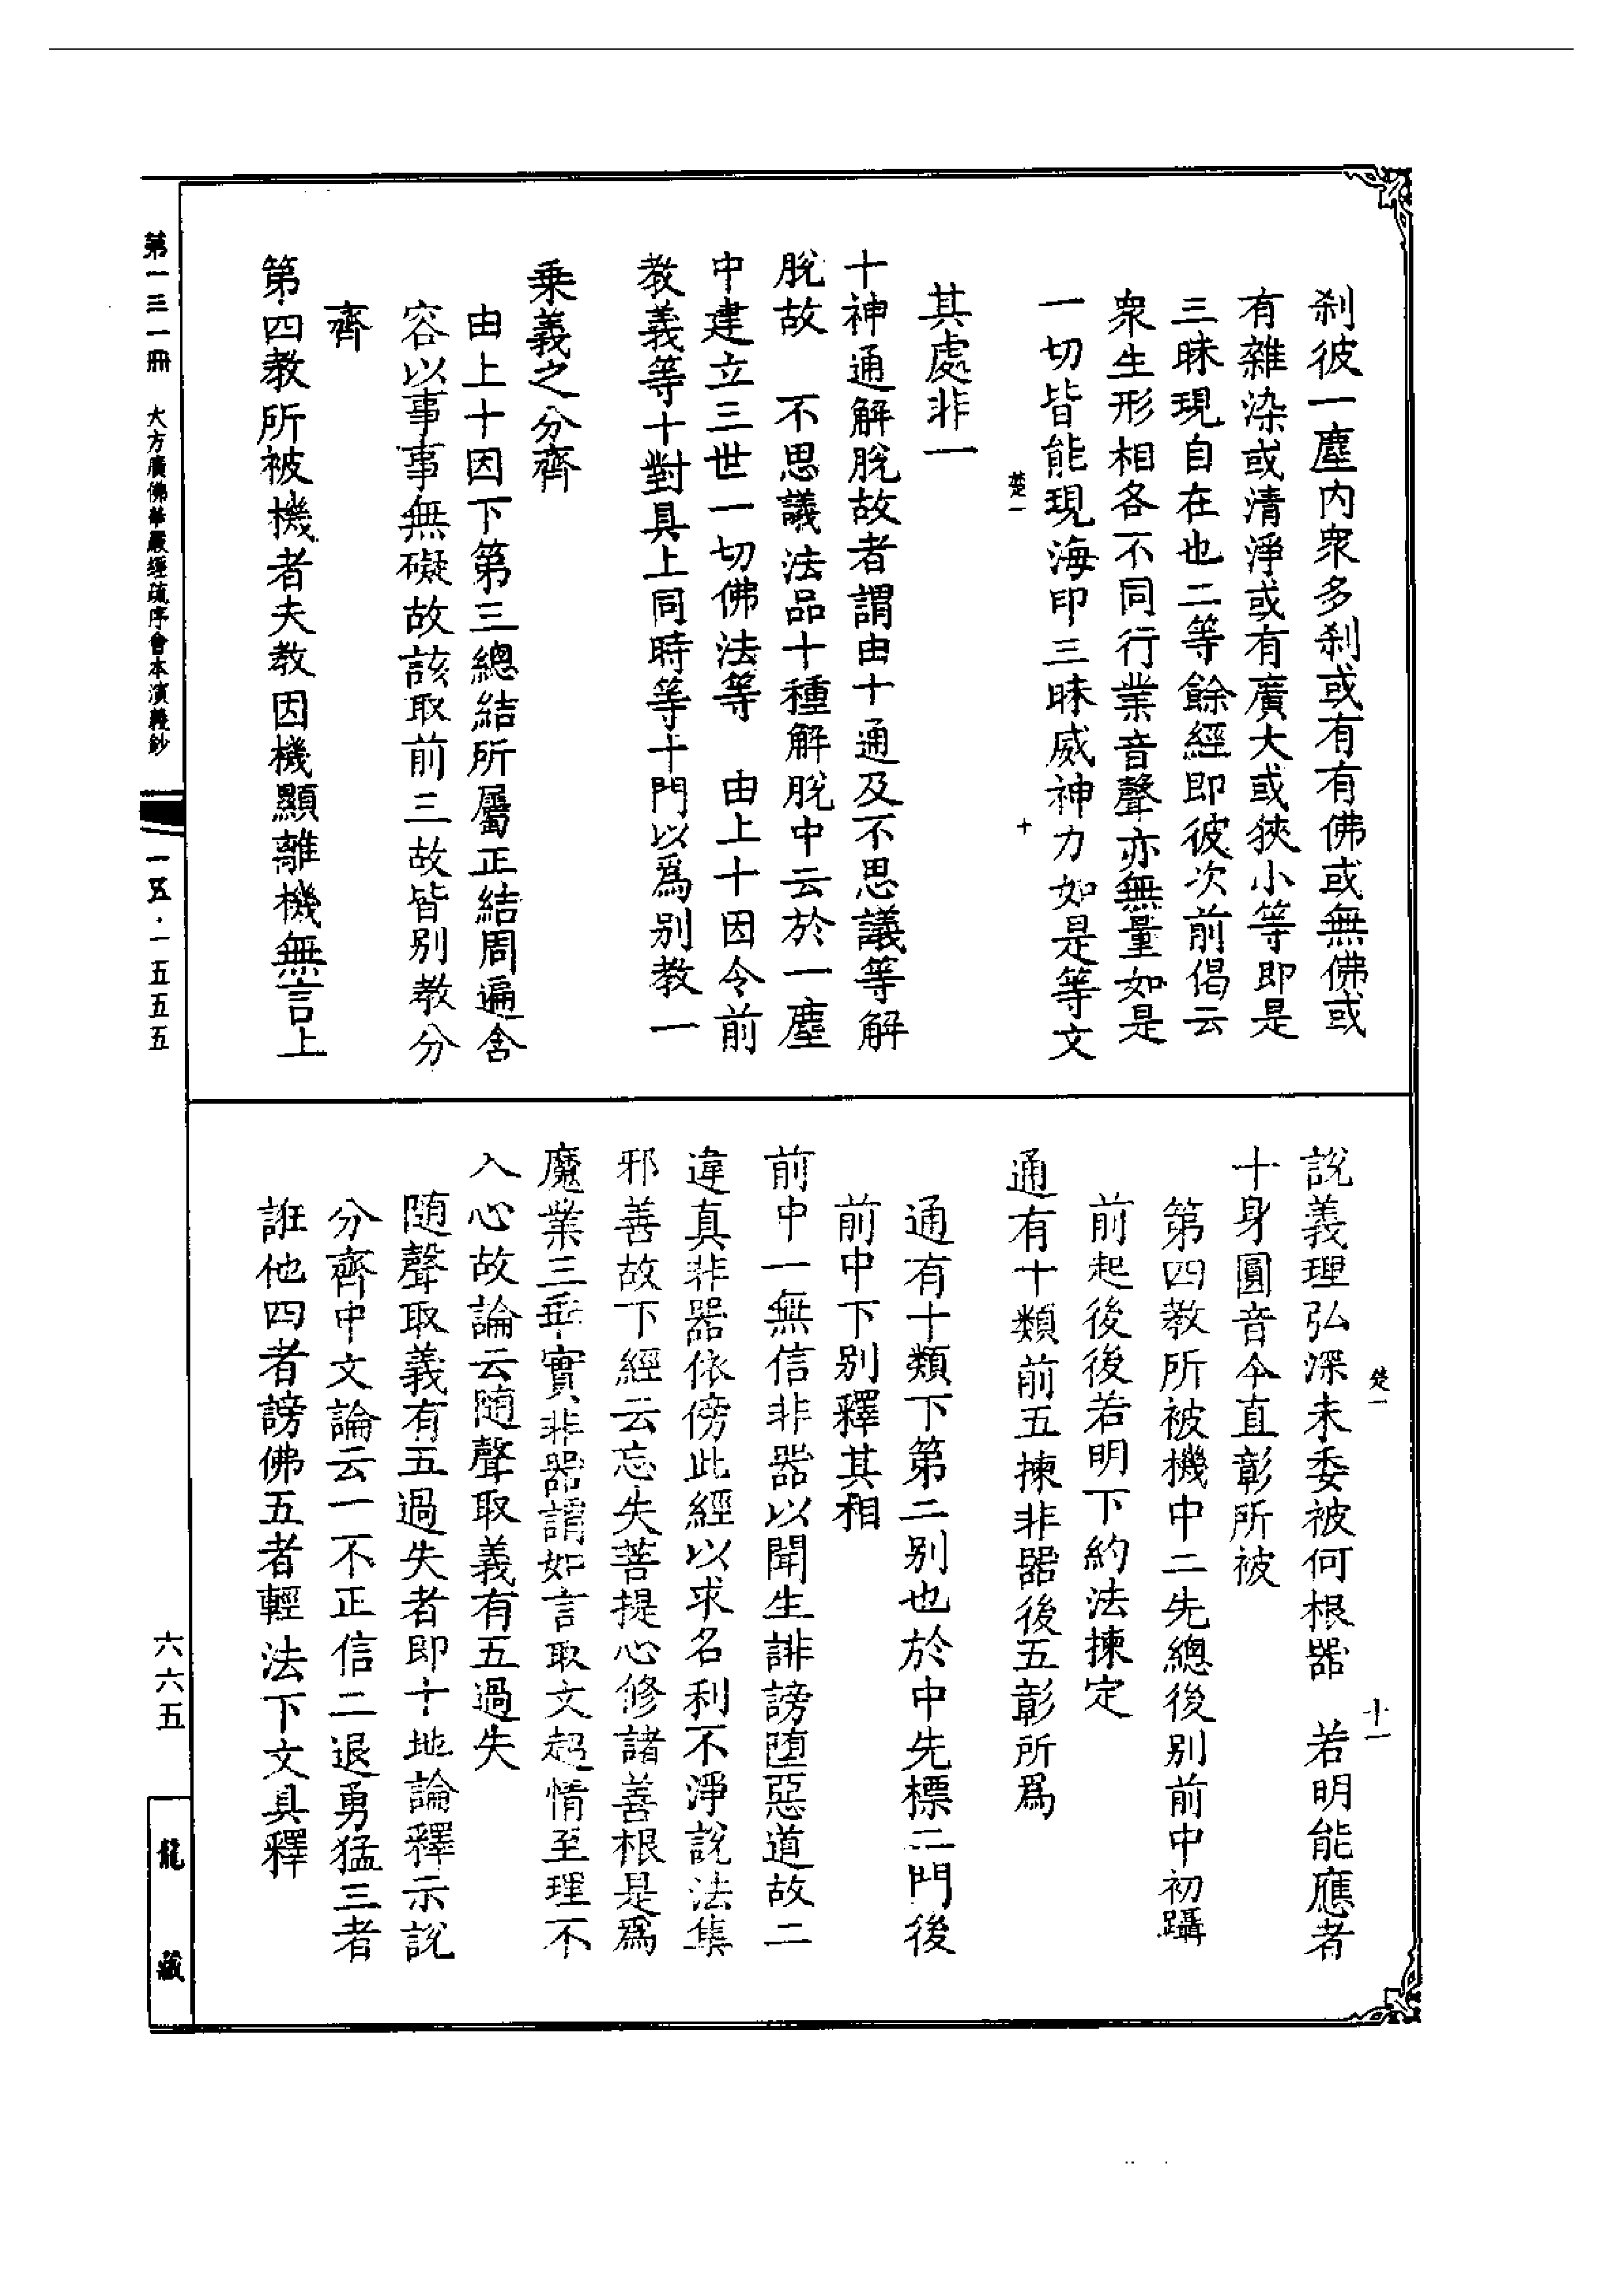 刹彼一塵內衆多刹或有有佛或無佛或
有雜染或清淨或有廣大或狹小等即是
三昧現自在也二等餘經即彼次前偈云
衆生形相各不同行業音聲亦無量如是
一切皆能現海印三昧威神力如是等文
楚一
十
其處非一
十神通解脫故者謂由十通及不思議等解
脫故　不思議法品十種解脫中云於一塵
中建立三世一切佛法等　由上十因令前
教義等十對具上同時等十門以爲別教一
乗義之分齊
由上十因下第三總結所屬正結周遍含
容以事事無礙故該取前三故皆別教分
齊
第四教所被機者夫教因機顯離機無言上
楚一
十一
說義理弘深未委被何根器　若明能應者
十身圓音今直彰所被
第四教所被機中二先總後別前中初躡
前起後後若明下約法揀定
通有十類前五揀非器後五彰所爲
通有十類下第二別也於中先標二門後
前中下別釋其相
前中一無信非器以聞生誹謗墮惡道故二
違真非器依傍此經以求名利不淨說法集
邪善故下經云忘失菩提心修諸善根是爲
魔業三乖實非器謂如言取文超情至理不
入心故論云随聲取義有五過失
随聲取義有五過失者即十地論釋示說
分齊中文論云一不正信二退勇猛三者
誑他四者謗佛五者輕法下文具釋
第一三一冊　大方廣佛華嚴經疏序會本演義鈔
一五·一五五五
六六五
龍藏